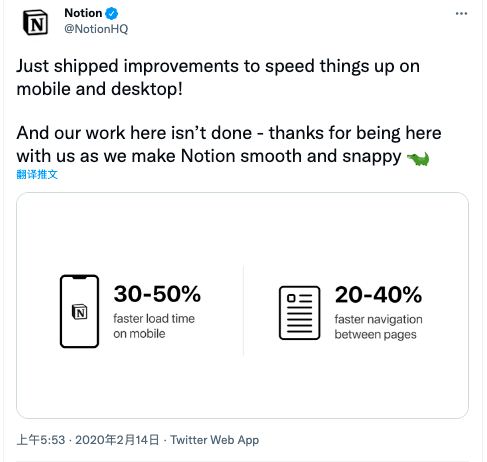 Notion
@NotionHQ
Just shipped improvements to speed things up on
mobile and desktop!
And our work here isn’t done - thanks for being here
with us as we make Notion smooth and snappy 🐊
翻译推文
N
30-50%
faster load time
on mobile
20-40%
faster navigation
between pages
上午5:53 · 2020年2月14日 · Twitter Web App